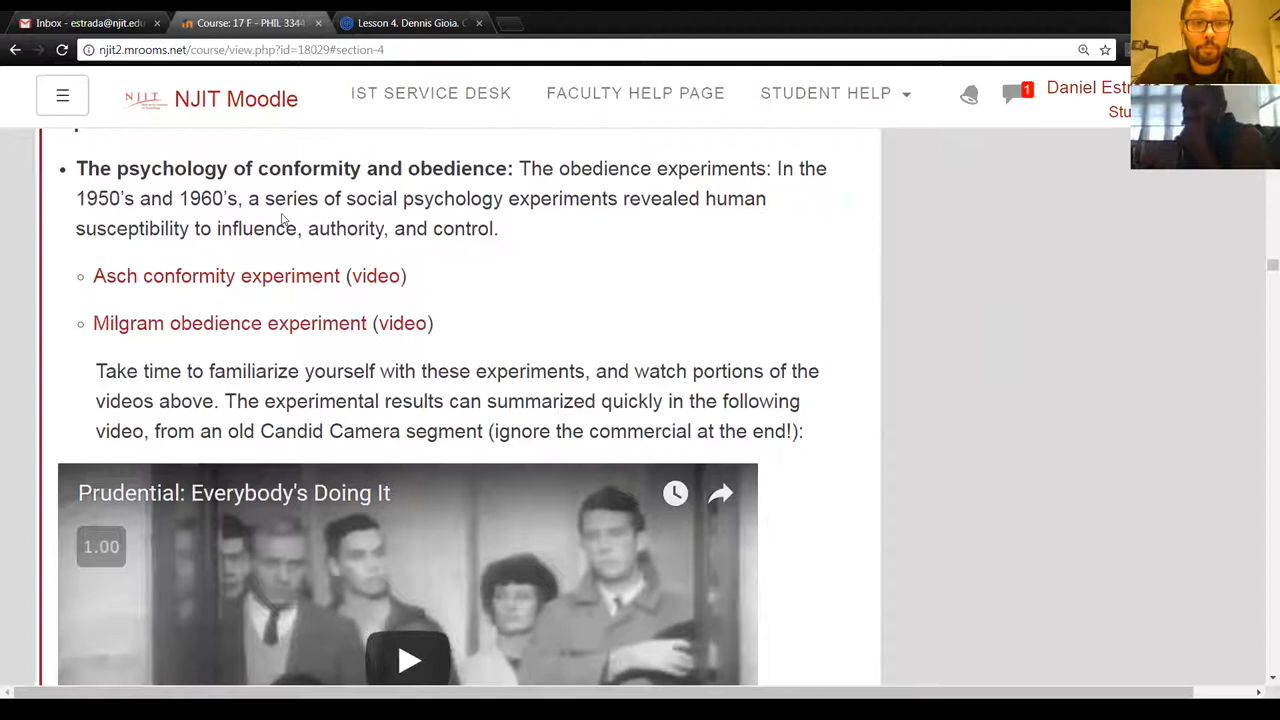 Inbox - estrada@njit.edu
Course: 17 F - PHIL 3344
Lesson 4. Dennis Gioia.
njit2.mrooms.net/course/view.php?id=18029#section-4
NJIT
NJIT Moodle
IST SERVICE DESK
FACULTY HELP PAGE
STUDENT HELP
1
Daniel Est
Stu
The psychology of conformity and obedience: The obedience experiments: In the
1950's and 1960's, a series of social psychology experiments revealed human
susceptibility to influence, authority, and control.
Asch conformity experiment (video)
Milgram obedience experiment (video)
Take time to familiarize yourself with these experiments, and watch portions of the
videos above. The experimental results can summarized quickly in the following
video, from an old Candid Camera segment (ignore the commercial at the end!):
Prudential: Everybody's Doing It
1.00